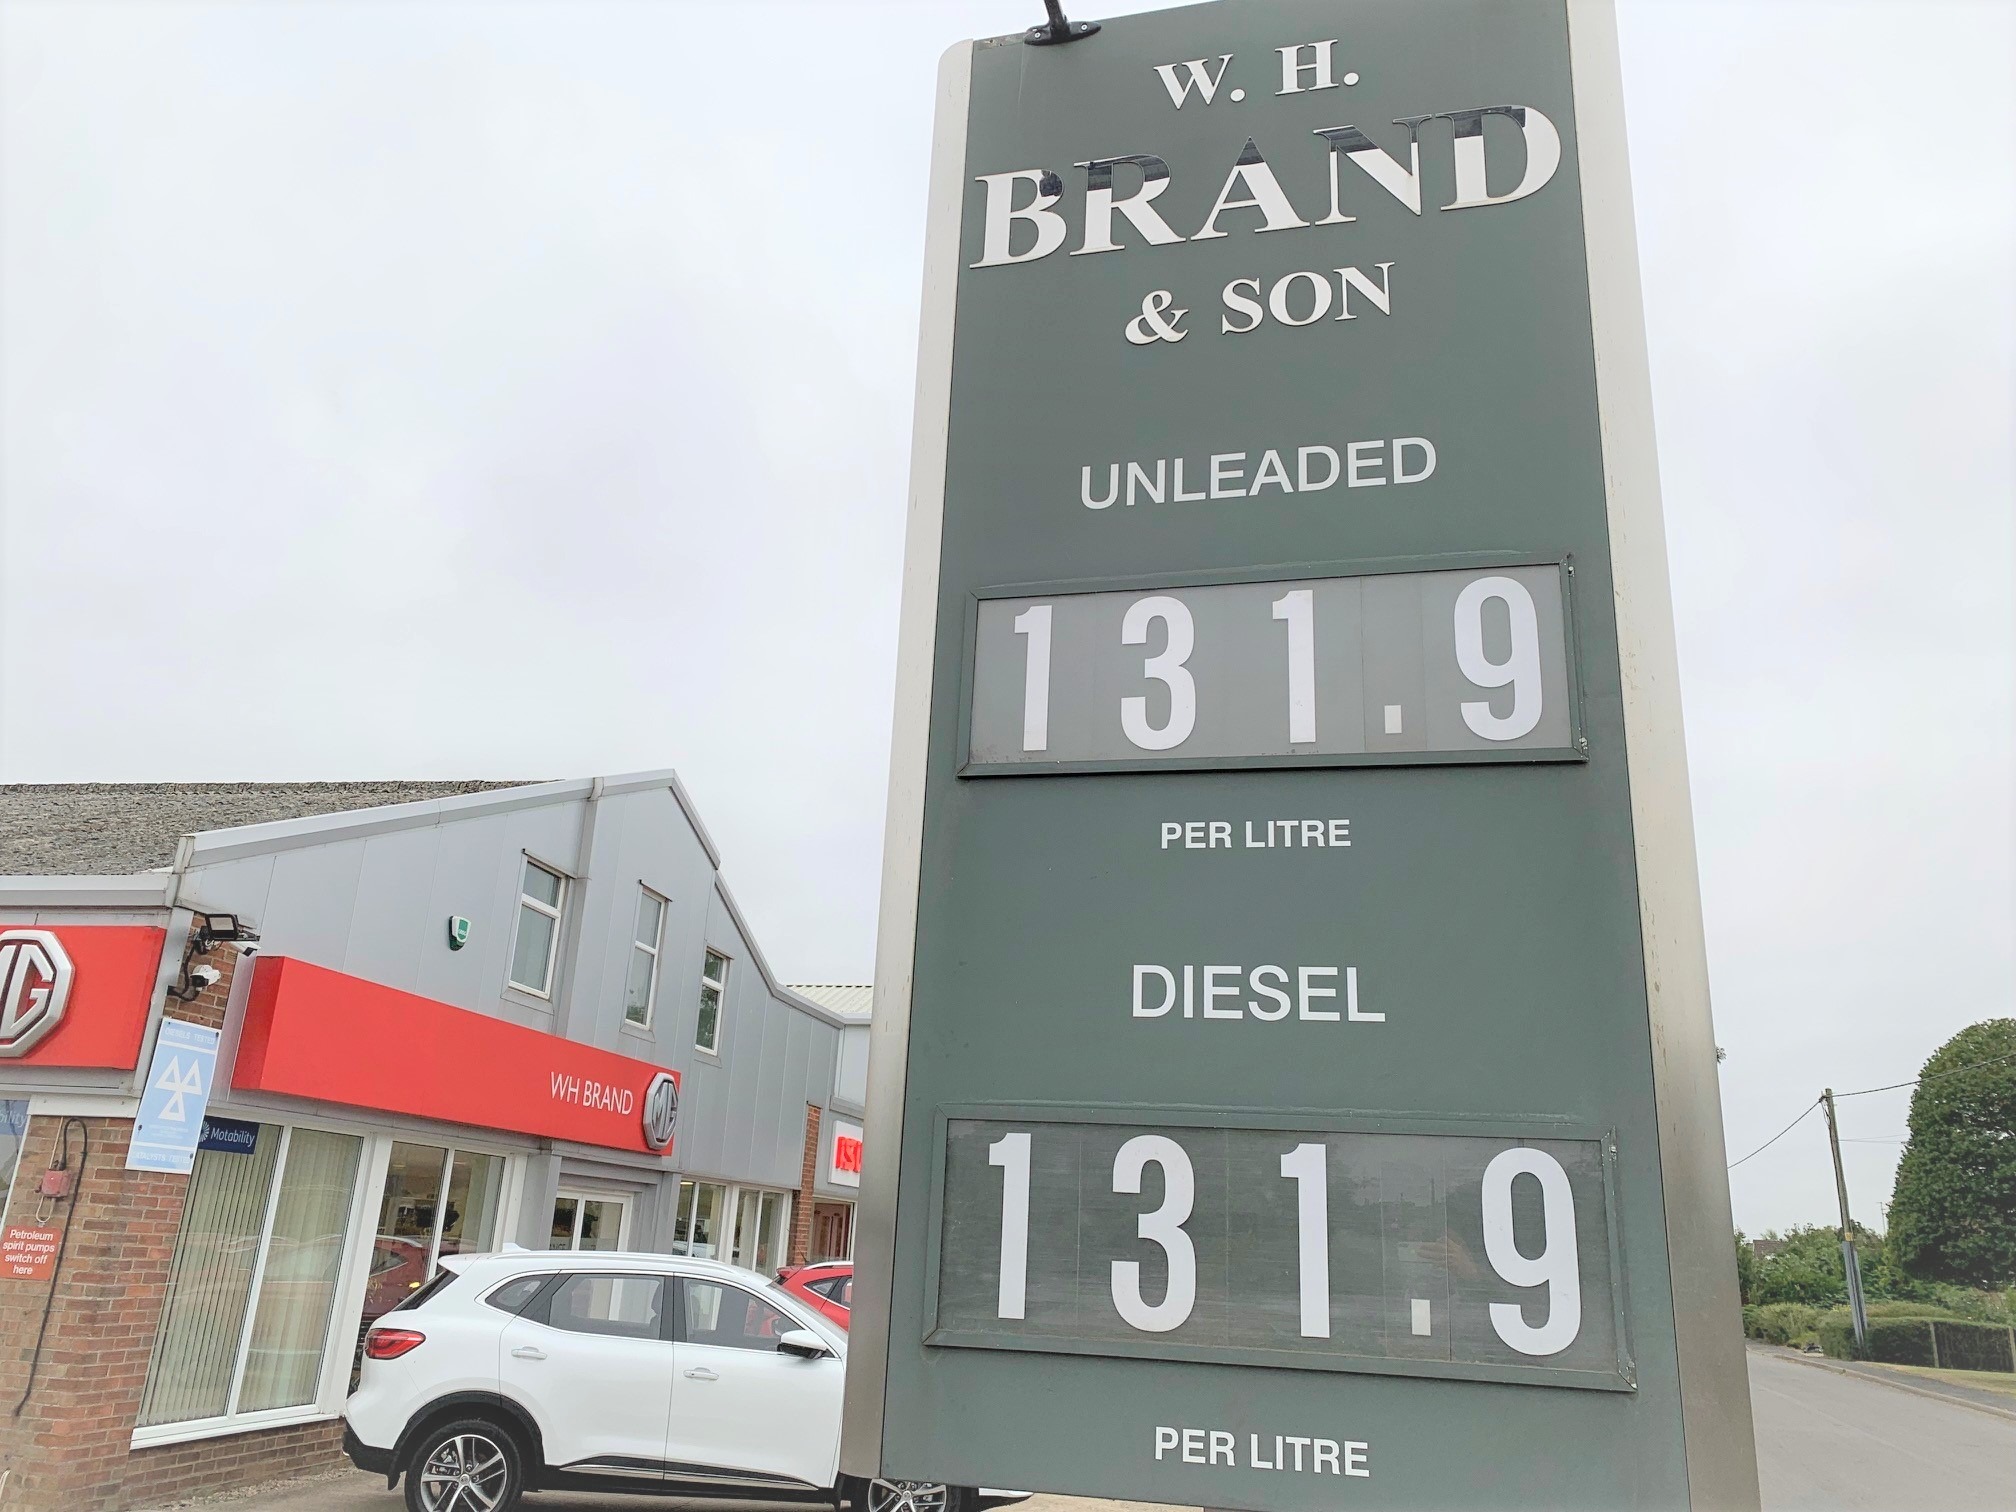 W. H.
BRAND
& SON
UNLEADED
131.9
PER LITRE
DIESEL
131.9
PER LITRE
MG
WH BRAND MG
Motability
Petroleum
spirit pumps
switch off
here